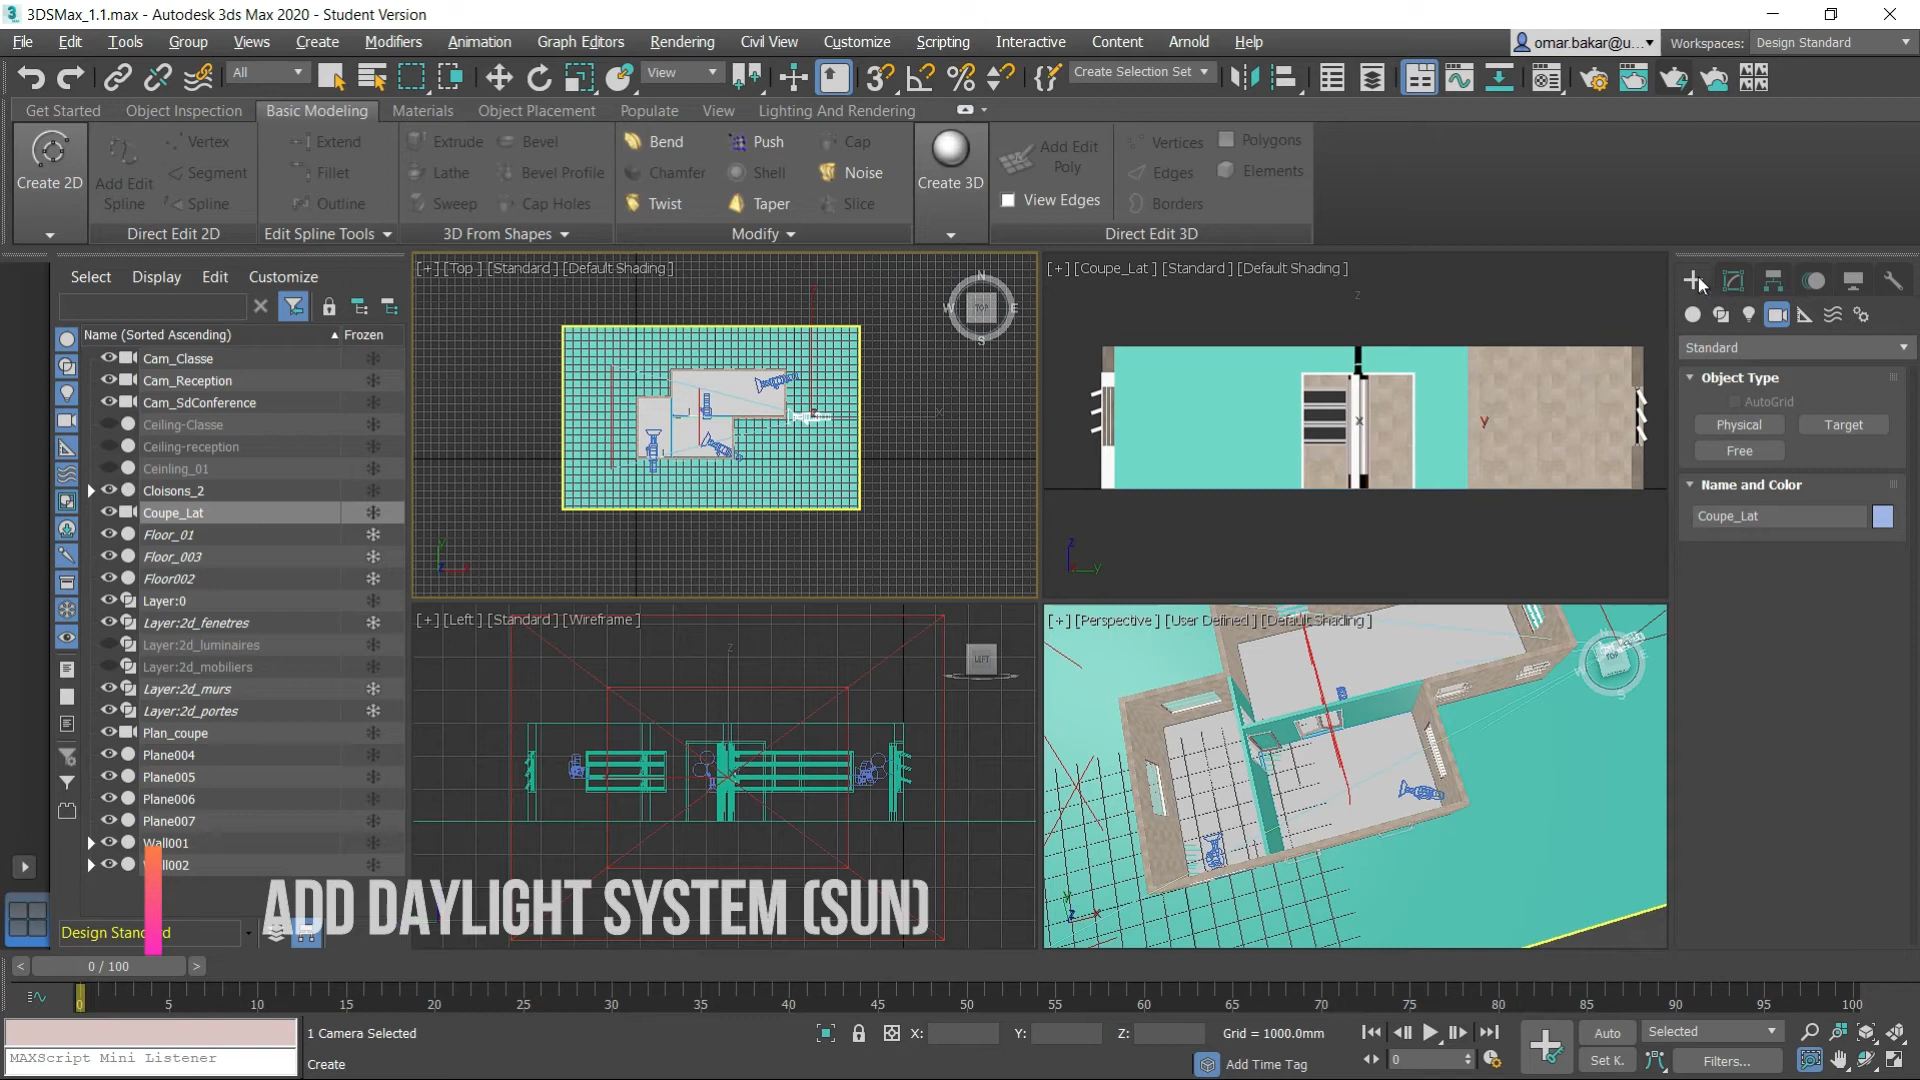 3DSMax_1.1.max - Autodesk 3ds Max 2020 - Student Version
File Edit Tools Group Views Create Modifiers Animation Graph Editors Rendering Civil View Customize Scripting Interactive Content Arnold Help omar.bakar@u... Workspaces: Design Standard
All View Create Selection Set
Get Started Object Inspection Basic Modeling Materials Object Placement Populate View Lighting And Rendering
Create 2D
Add Edit Spline
Vertex
Segment
Spline
Direct Edit 2D
Extend
Fillet
Outline
Edit Spline Tools
Extrude Bevel
Lathe Bevel Profile
Sweep Cap Holes
3D From Shapes
Bend Push Cap
Chamfer Shell Noise
Twist Taper Slice
Modify
Create 3D
Add Edit Poly
View Edges
Vertices Polygons
Edges Elements
Borders
Direct Edit 3D
Select Display Edit Customize
Name (Sorted Ascending) Frozen
Cam_Classe
Cam_Reception
Cam_SdConference
Ceiling-Classe
Ceiling-reception
Ceinling_01
Cloisons_2
Coupe_Lat
Floor_01
Floor_003
Floor002
Layer:0
Layer:2d_fenetres
Layer:2d_luminaires
Layer:2d_mobiliers
Layer:2d_murs
Layer:2d_portes
Plan_coupe
Plane004
Plane005
Plane006
Plane007
Wall001
ll002
[+] [Top ] [Standard ] [Default Shading ]
N
W TOP E
S
z
x
y
z x
[+] [Coupe_Lat ] [Standard ] [Default Shading ]
z
x
y
z
y
[+] [Left ] [Standard ] [Wireframe ]
z
LEFT
[+] [Perspective ] [User Defined ] [Default Shading ]
TOP
S
z x
Standard
Object Type
AutoGrid
Physical Target
Free
Name and Color
Coupe_Lat
ADD DAYLIGHT SYSTEM (SUN)
Design Stand d
< 0 / 100 >
0 5 10 15 20 25 30 35 40 45 50 55 60 65 70 75 80 85 90 95 100
MAXScript Mini Listener
1 Camera Selected
Create
X: Y: Z: Grid = 1000.0mm
Add Time Tag
0
Auto Selected
Set K. Filters...